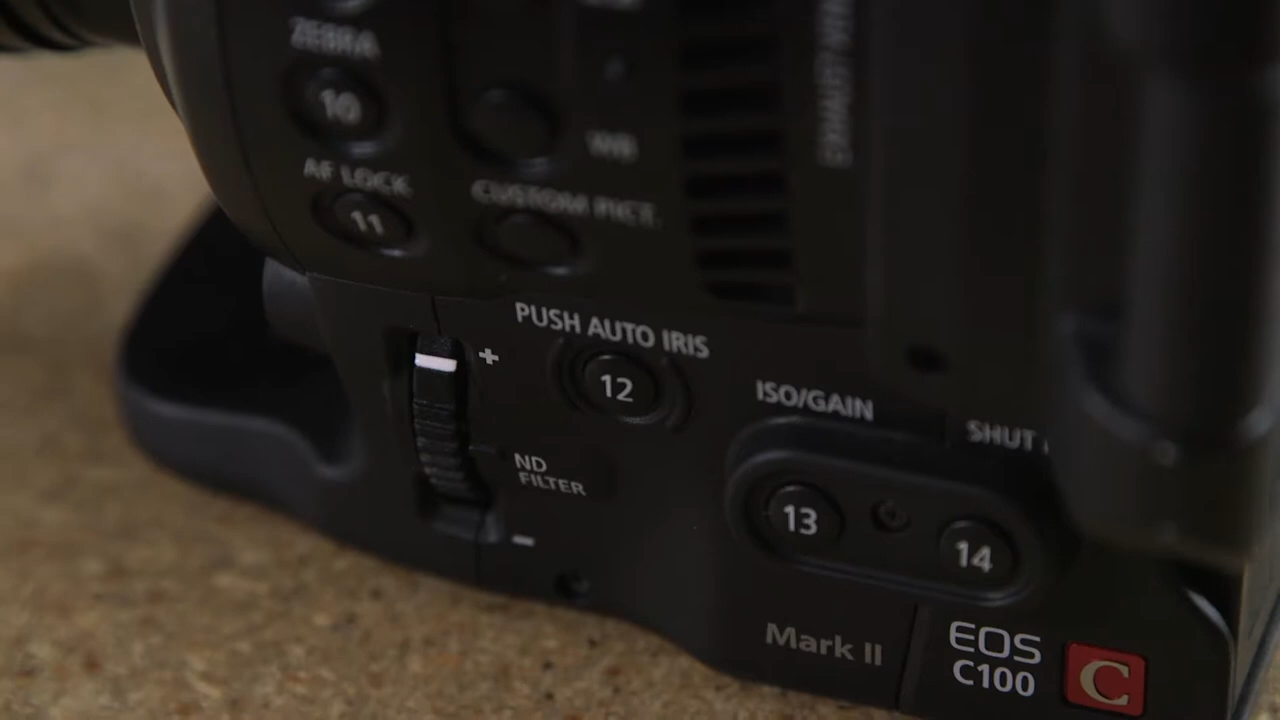 ZEBRA
10
AF LOCK
11
WB
CUSTOM PICT.
PUSH AUTO IRIS
+
12
ND
FILTER
-
ISO/GAIN
SHUT
13
14
Mark II
EOS
C100
C